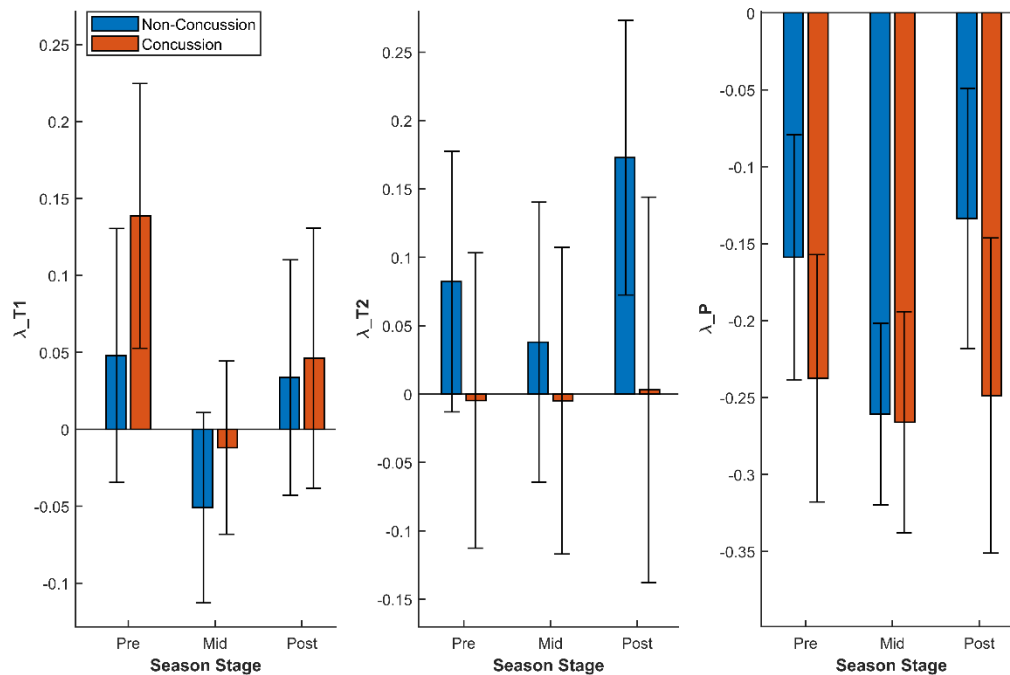 Non-Concussion
Concussion
0.25
0.2
0.15
0.1
0.05
0
-0.05
-0.1
λ_T1
Pre Mid Post
Season Stage
0.25
0.2
0.15
0.1
0.05
0
-0.05
-0.1
-0.15
λ_T2
Pre Mid Post
Season Stage
0
-0.05
-0.1
-0.15
-0.2
-0.25
-0.3
-0.35
λ_P
Pre Mid Post
Season Stage